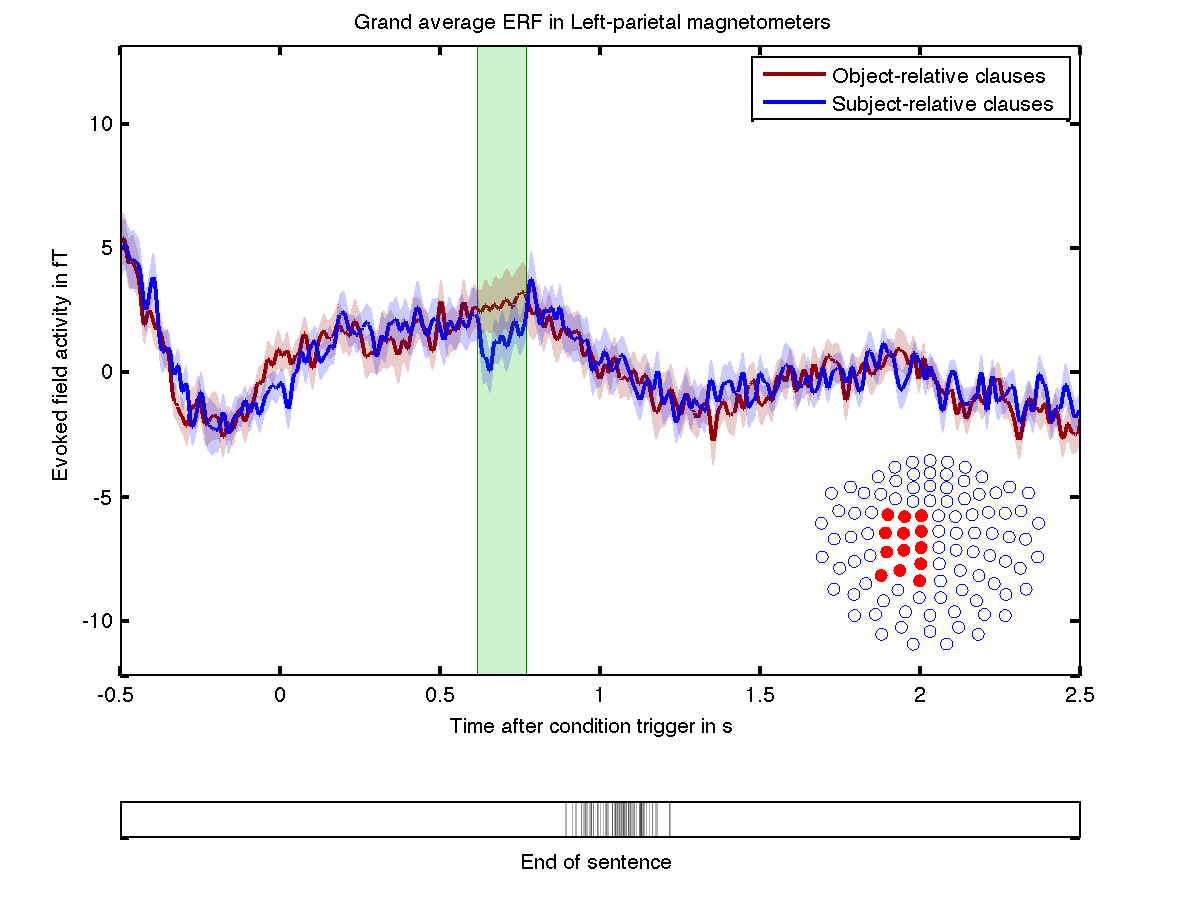 Grand average ERF in Left-parietal magnetometers
Object-relative clauses
Subject-relative clauses
Evoked field activity in fT
10
5
0
-5
-10
-0.5 0 0.5 1 1.5 2 2.5
Time after condition trigger in s
End of sentence